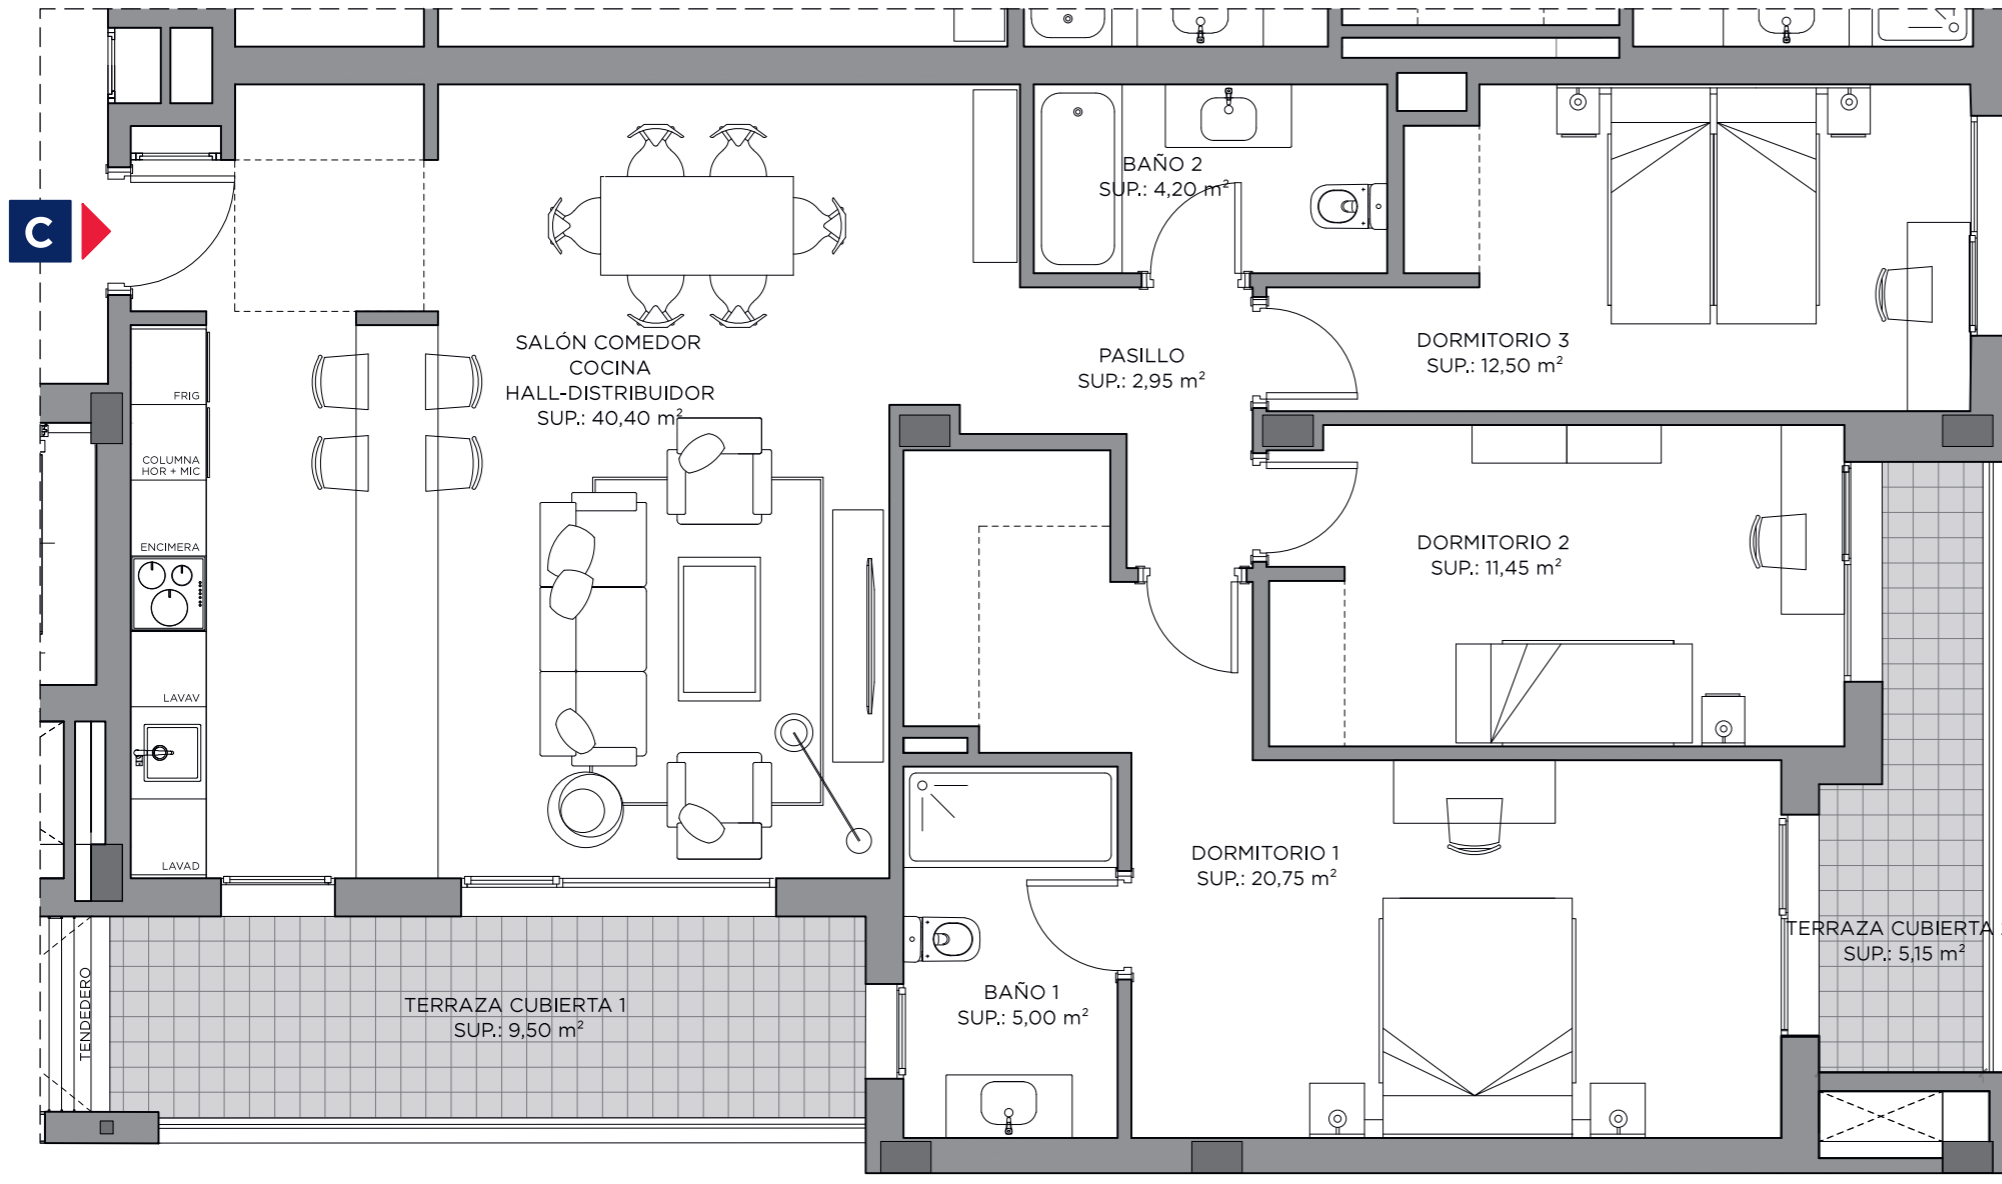 C
BAÑO 2
SUP.: 4,20 m²
SALÓN COMEDOR
COCINA
HALL-DISTRIBUIDOR
SUP.: 40,40 m²
PASILLO
SUP.: 2,95 m²
DORMITORIO 3
SUP.: 12,50 m²
FRIG
COLUMNA
HOR + MIC
ENCIMERA
LAVAV
LAVAD
DORMITORIO 2
SUP.: 11,45 m²
DORMITORIO 1
SUP.: 20,75 m²
TERRAZA CUBIERTA
SUP.: 5,15 m²
BAÑO 1
SUP.: 5,00 m²
TERRAZA CUBIERTA 1
SUP.: 9,50 m²
TENDEDERO